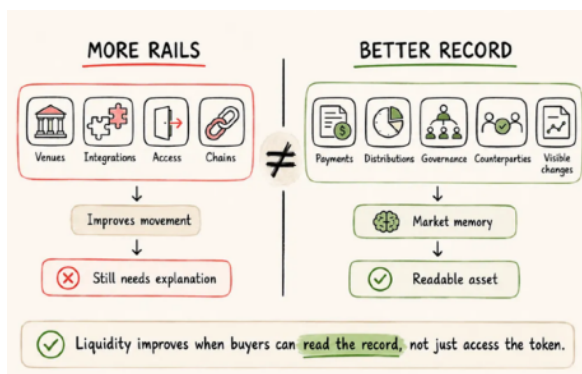 MORE RAILS
BETTER RECORD
Venues
Integrations
Access
Chains
≠
Payments
Distributions
Governance
Counterparties
Visible
changes
Improves movement
Market memory
Still needs explanation
Readable asset
Liquidity improves when buyers can read the record, not just access the token.